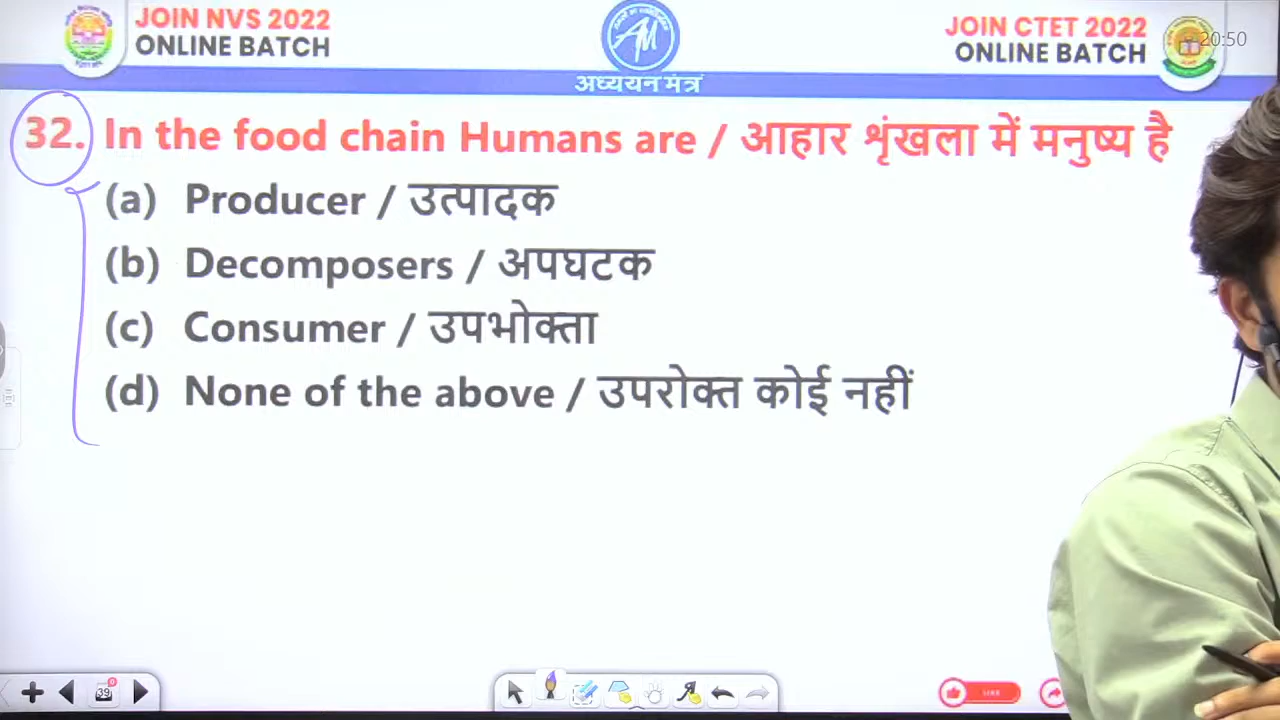 JOIN NVS 2022
ONLINE BATCH
AM
अध्ययन मंत्र
JOIN CTET 2022
ONLINE BATCH
20:50
32. In the food chain Humans are / आहार शृंखला में मनुष्य है
(a) Producer / उत्पादक
(b) Decomposers / अपघटक
(c) Consumer / उपभोक्ता
(d) None of the above / उपरोक्त कोई नहीं
39
LIKE